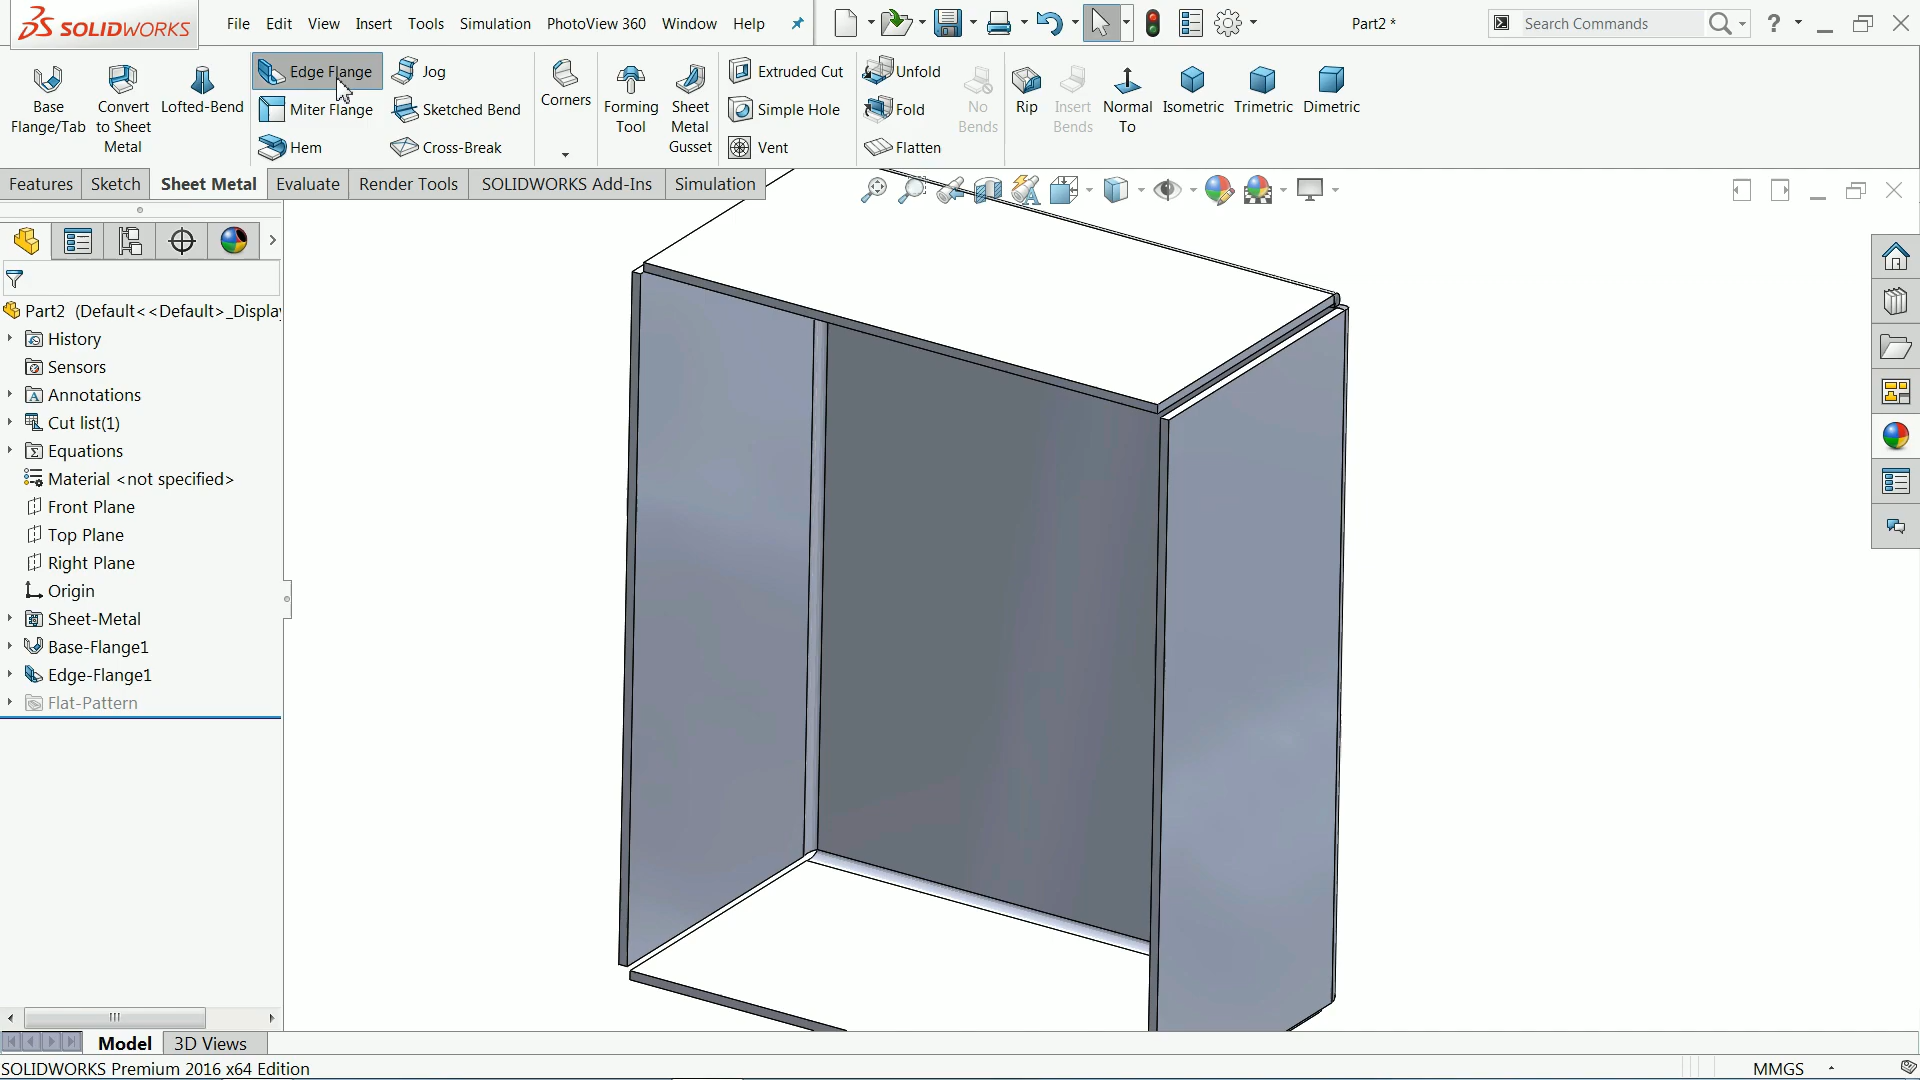 SOLIDWORKS File Edit View Insert Tools Simulation PhotoView 360 Window Help Part2 * Search Commands ?
Edge Flange Jog Extruded Cut Unfold
Base Flange/Tab Convert to Sheet Metal Lofted-Bend Miter Flange Sketched Bend Corners Forming Tool Sheet Metal Gusset Simple Hole Fold No Bends Rip Insert Bends Normal To Isometric Trimetric Dimetric
Hem Cross-Break Vent Flatten
Features Sketch Sheet Metal Evaluate Render Tools SOLIDWORKS Add-Ins Simulation
Part2 (Default<<Default>_Displa
History
Sensors
Annotations
Cut list(1)
Equations
Material <not specified>
Front Plane
Top Plane
Right Plane
Origin
Sheet-Metal
Base-Flange1
Edge-Flange1
Flat-Pattern
Model 3D Views
SOLIDWORKS Premium 2016 x64 Edition MMGS